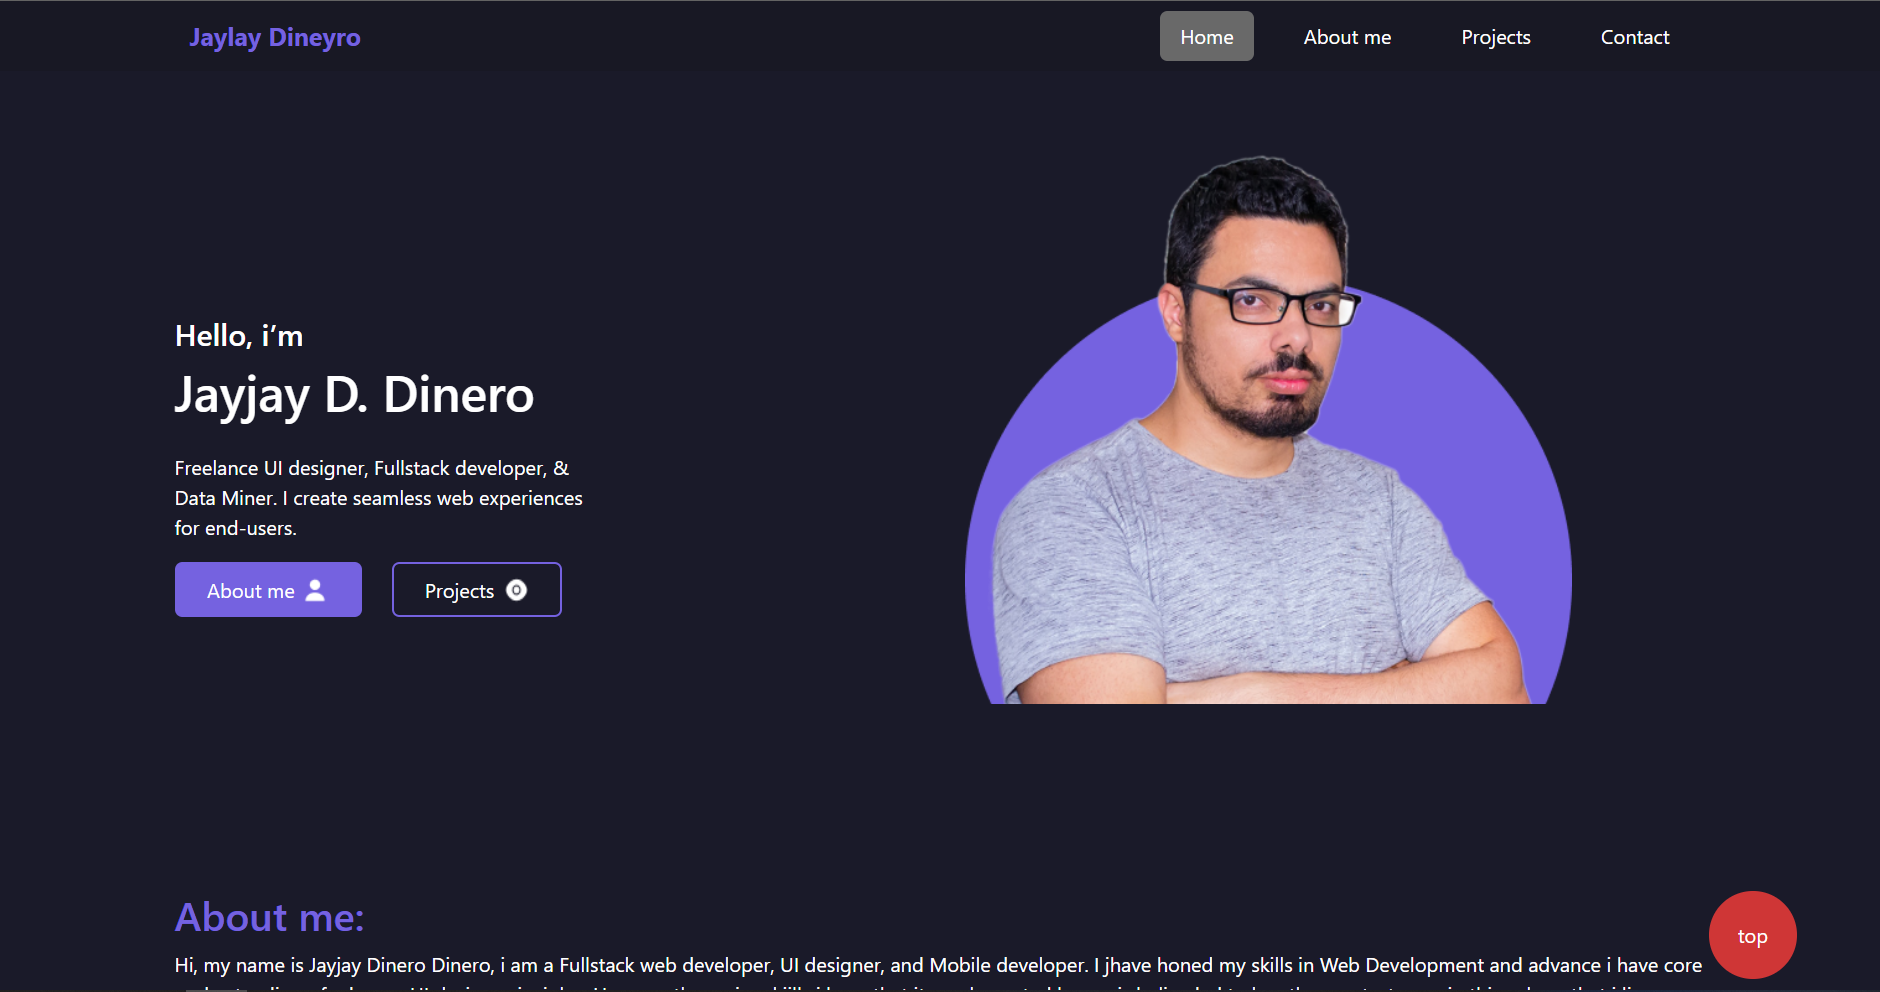 Jaylay Dineyro
Home
About me
Projects
Contact
Hello, i’m
Jayjay D. Dinero
Freelance UI designer, Fullstack developer, &
Data Miner. I create seamless web experiences
for end-users.
About me
Projects
About me:
Hi, my name is Jayjay Dinero Dinero, i am a Fullstack web developer, UI designer, and Mobile developer. I jhave honed my skills in Web Development and advance i have core
top